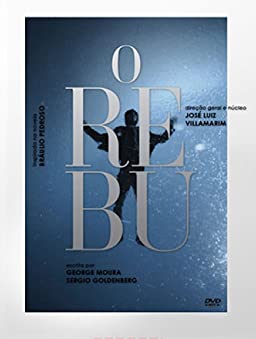 O
RE
BU
inspirada na novela
BRÁULIO PEDROSO
direção geral e núcleo
JOSÉ LUIZ
VILLAMARIM
escrita por
GEORGE MOURA
SERGIO GOLDENBERG
DVD